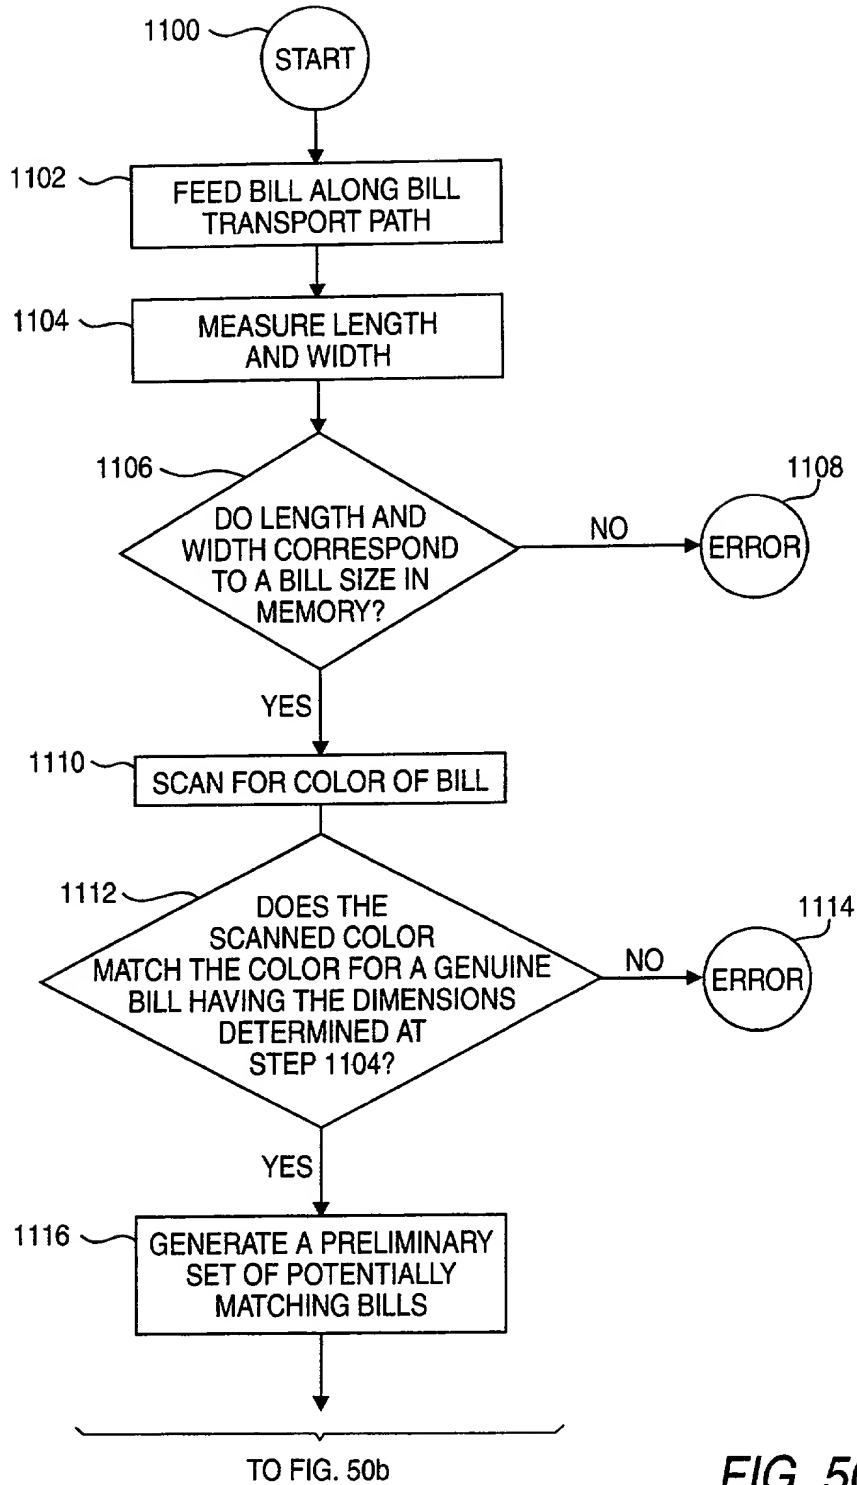 1100
START
1102
FEED BILL ALONG BILL
TRANSPORT PATH
1104
MEASURE LENGTH
AND WIDTH
1106
DO LENGTH AND
WIDTH CORRESPOND
TO A BILL SIZE IN
MEMORY?
NO
1108
ERROR
YES
1110
SCAN FOR COLOR OF BILL
1112
DOES THE
SCANNED COLOR
MATCH THE COLOR FOR A GENUINE
BILL HAVING THE DIMENSIONS
DETERMINED AT
STEP 1104?
NO
1114
ERROR
YES
1116
GENERATE A PRELIMINARY
SET OF POTENTIALLY
MATCHING BILLS
TO FIG. 50b
FIG.